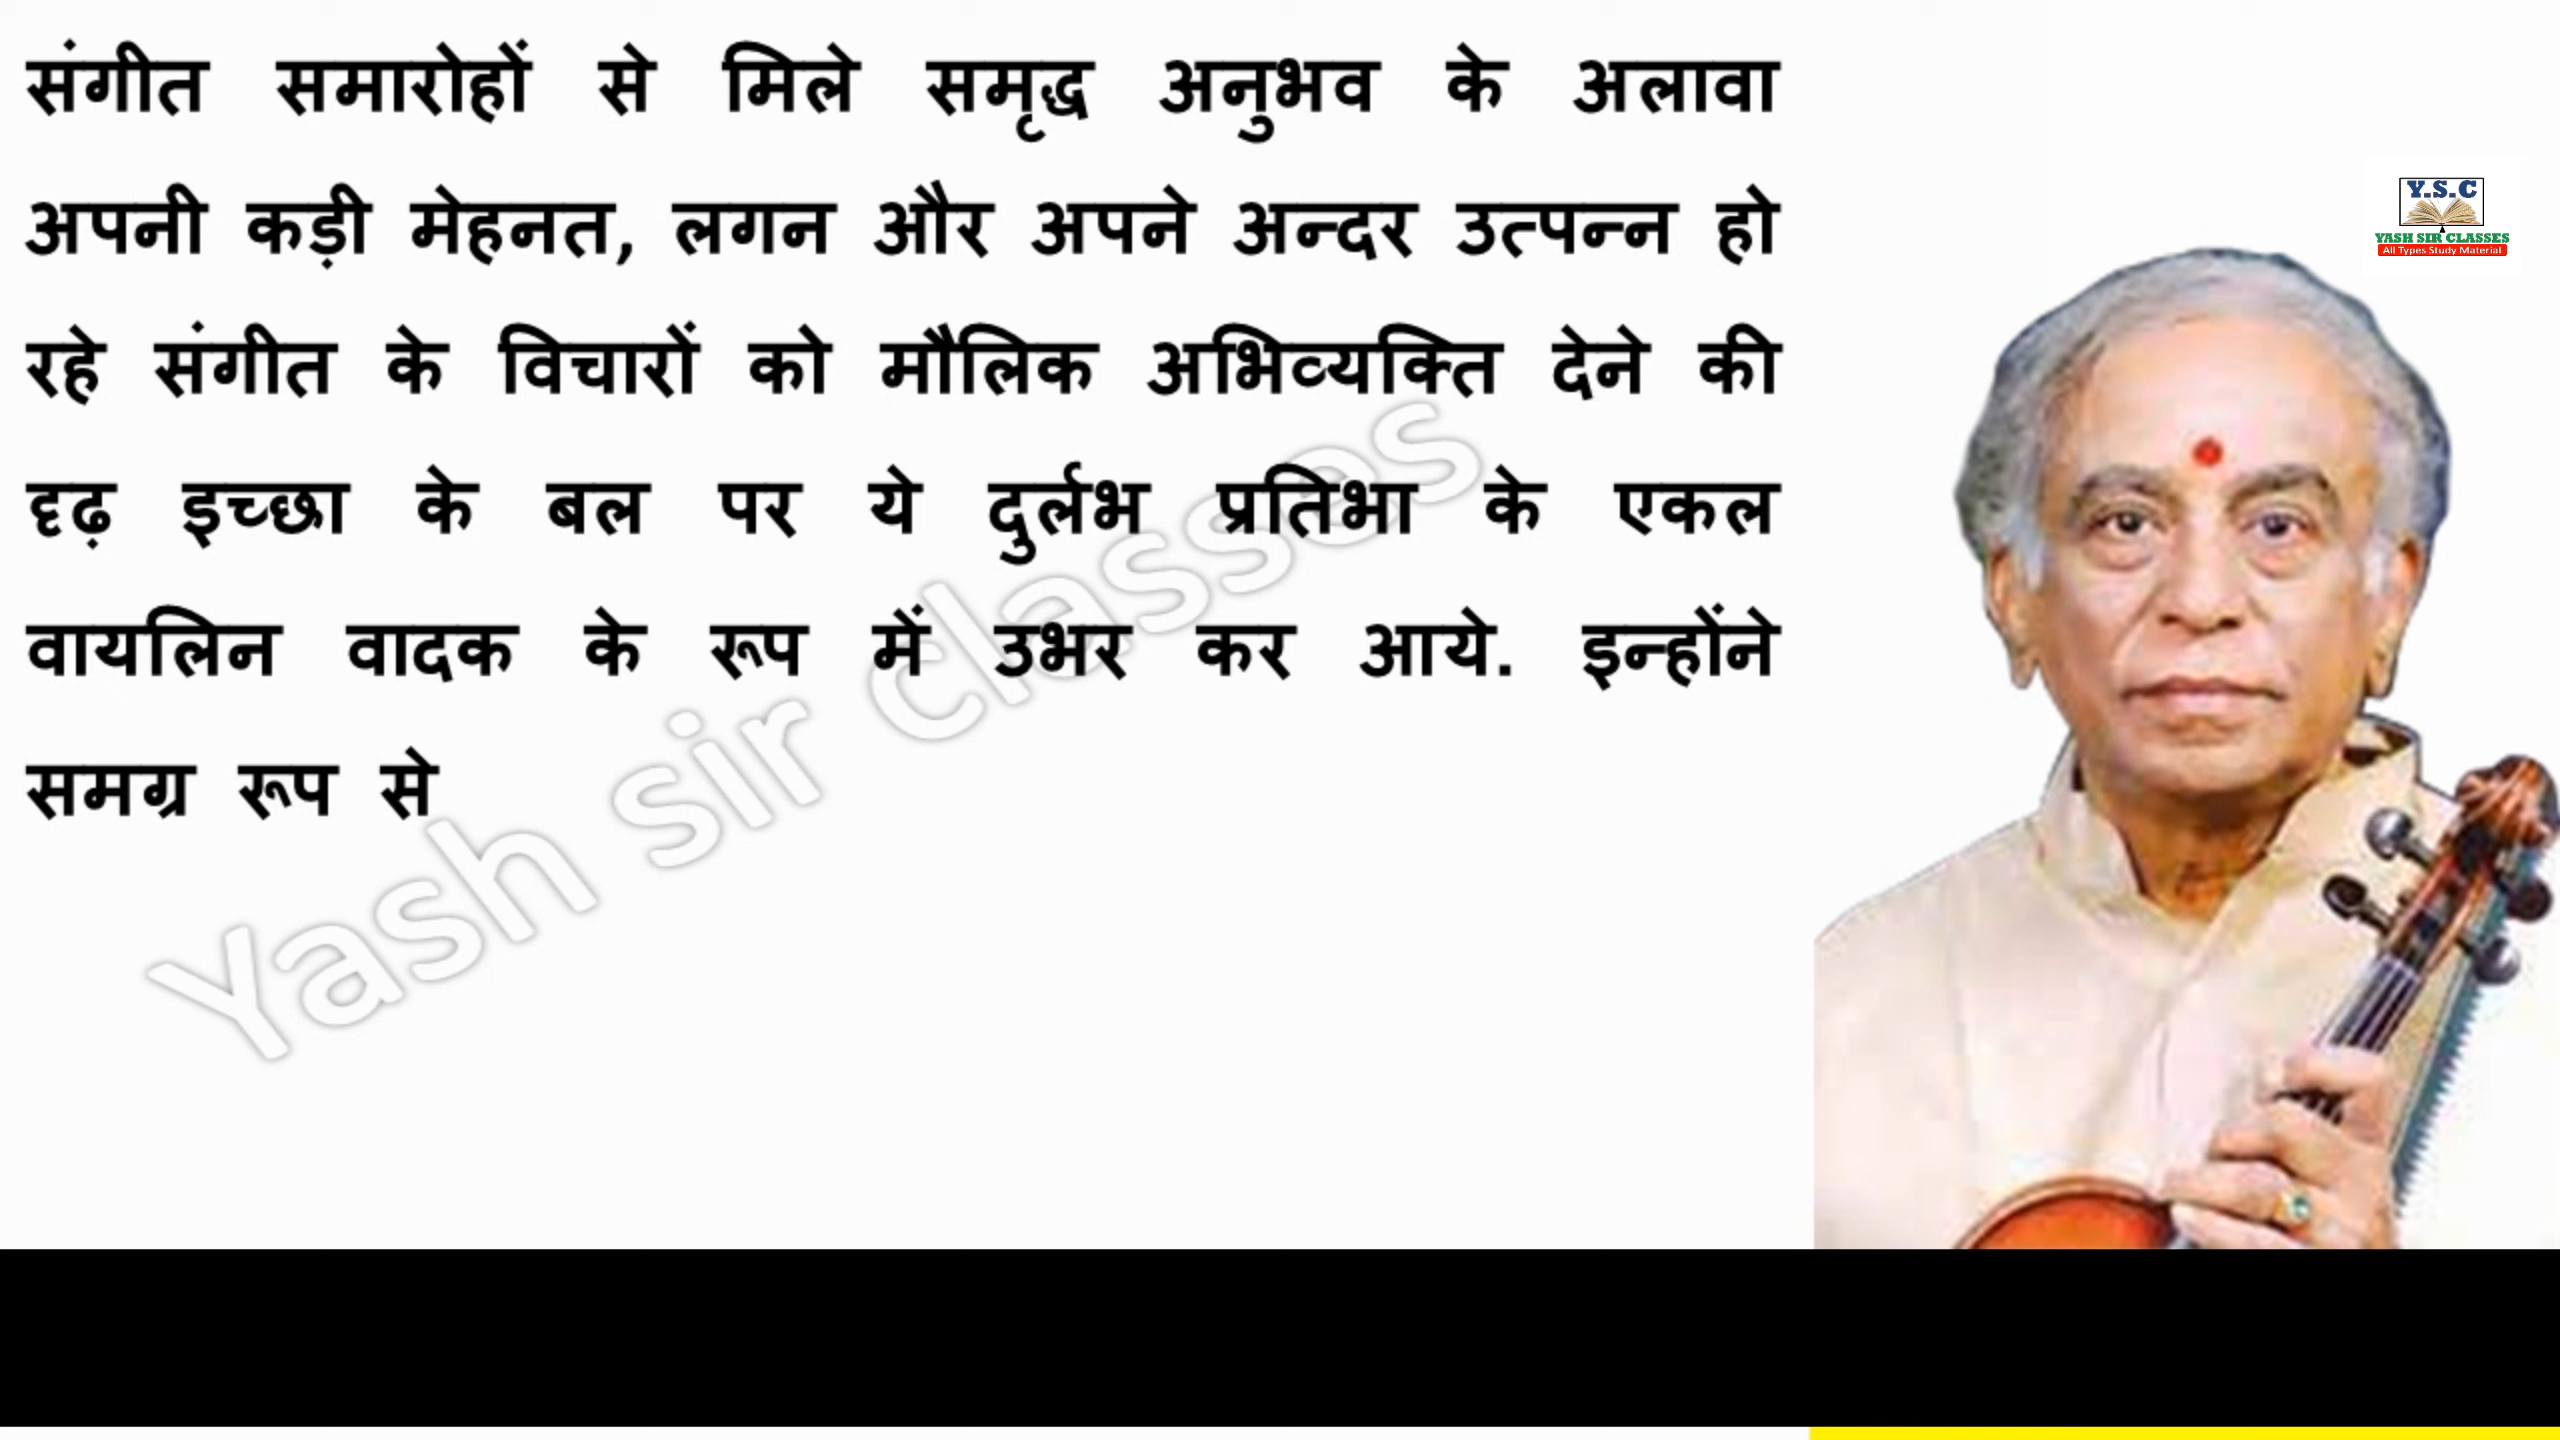 संगीत समारोहों से मिले समृद्ध अनुभव के अलावा
अपनी कड़ी मेहनत, लगन और अपने अन्दर उत्पन्न हो
रहे संगीत के विचारों को मौलिक अभिव्यक्ति देने की
दृढ़ इच्छा के बल पर ये दुर्लभ प्रतिभा के एकल
वायलिन वादक के रूप में उभर कर आये. इन्होंने
समग्र रूप से
Yash sir classes
Y.S.C
YASH SIR CLASSES
All Types Study Material